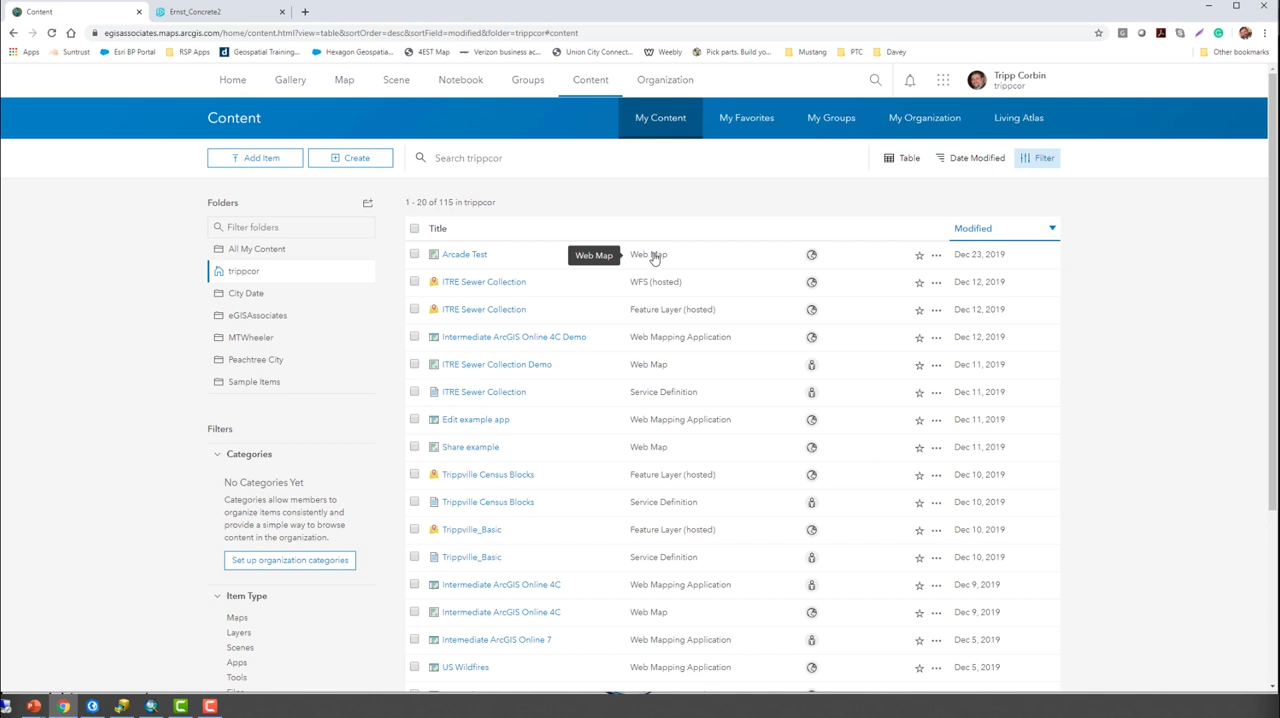 Content
Ernst_Concrete2
egisassociates.maps.arcgis.com/home/content.html?view=table&sortOrder=desc&sortField=modified&folder=trippcor#content
Apps Suntrust Esri BP Portal RSP Apps Geospatial Training... Hexagon Geospatial... 4EST Map Verizon business ac... Union City Connect... Weebly Pick parts. Build yo... Mustang PTC Davey Other bookmarks
Home Gallery Map Scene Notebook Groups Content Organization
Tripp Corbin
trippcor
Content My Content My Favorites My Groups My Organization Living Atlas
Add Item Create Search trippcor Table Date Modified Filter
Folders
Filter folders
All My Content
trippcor
City Date
eGISAssociates
MTWheeler
Peachtree City
Sample Items
Filters
Categories
No Categories Yet
Categories allow members to
organize items consistently and
provide a simple way to browse
content in the organization.
Set up organization categories
Item Type
Maps
Layers
Scenes
Apps
Tools
1 - 20 of 115 in trippcor
Title Modified
Arcade Test Web Map Web Map Dec 23, 2019
ITRE Sewer Collection WFS (hosted) Dec 12, 2019
ITRE Sewer Collection Feature Layer (hosted) Dec 12, 2019
Intermediate ArcGIS Online 4C Demo Web Mapping Application Dec 12, 2019
ITRE Sewer Collection Demo Web Map Dec 11, 2019
ITRE Sewer Collection Service Definition Dec 11, 2019
Edit example app Web Mapping Application Dec 11, 2019
Share example Web Map Dec 11, 2019
Trippville Census Blocks Feature Layer (hosted) Dec 10, 2019
Trippville Census Blocks Service Definition Dec 10, 2019
Trippville_Basic Feature Layer (hosted) Dec 10, 2019
Trippville_Basic Service Definition Dec 10, 2019
Intermediate ArcGIS Online 4C Web Mapping Application Dec 9, 2019
Intermediate ArcGIS Online 4C Web Map Dec 9, 2019
Intemediate ArcGIS Online 7 Web Mapping Application Dec 5, 2019
US Wildfires Web Mapping Application Dec 5, 2019